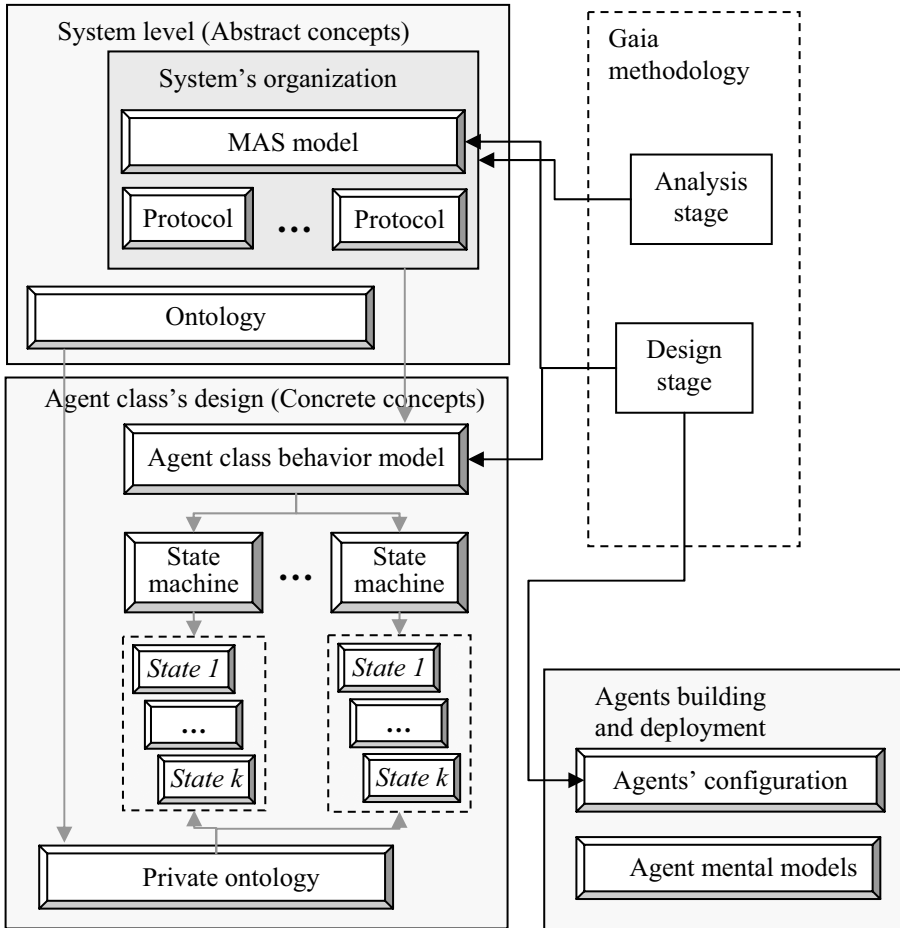 System level (Abstract concepts)
System's organization
MAS model
Protocol
...
Protocol
Ontology
Gaia
methodology
Analysis
stage
Design
stage
Agent class's design (Concrete concepts)
Agent class behavior model
State
machine
...
State
machine
State 1
...
State k
State 1
...
State k
Private ontology
Agents building
and deployment
Agents' configuration
Agent mental models